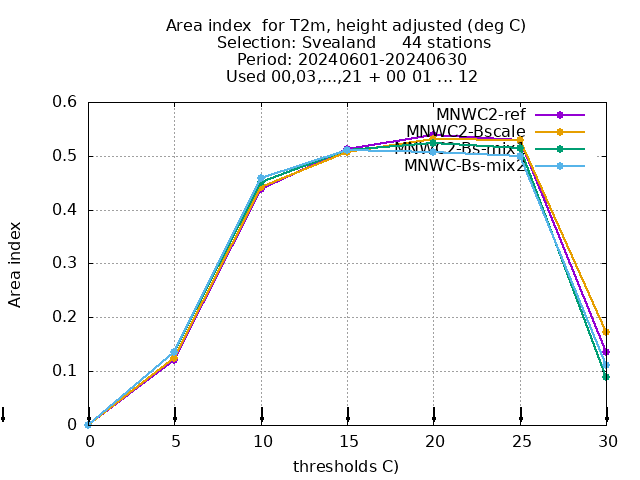 Area index  for T2m, height adjusted (deg C)
Selection: Svealand     44 stations
Period: 20240601-20240630
Used 00,03,...,21 + 00 01 ... 12
MNWC2-ref
MNWC2-Bscale
MNWC2-Bs-mix
MNWC-Bs-mix2
0.6
0.5
0.4
0.3
0.2
0.1
0
Area index
0 5 10 15 20 25 30
thresholds C)